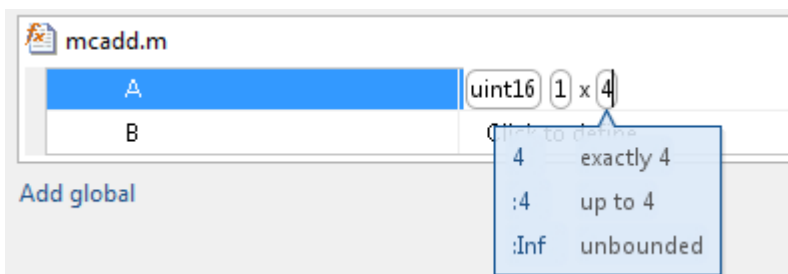 mcadd.m
A uint16 1 x 4
B Click to define
4 exactly 4
:4 up to 4
:Inf unbounded
Add global